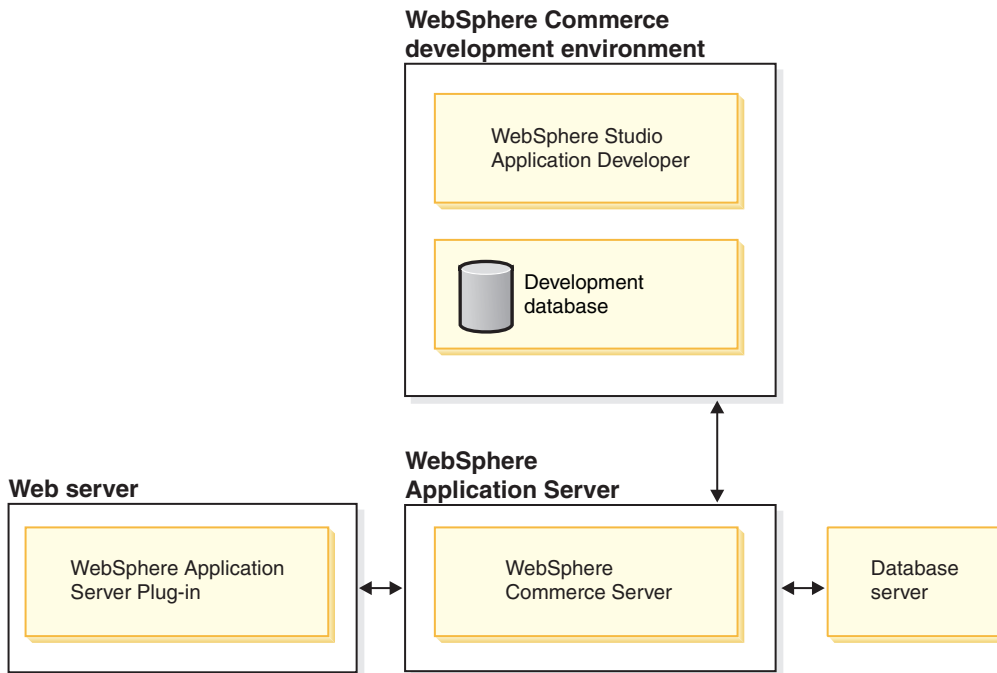 WebSphere Commerce
development environment
WebSphere Studio
Application Developer
Development
database
WebSphere
Application Server
Web server
WebSphere Application
Server Plug-in
WebSphere
Commerce Server
Database
server